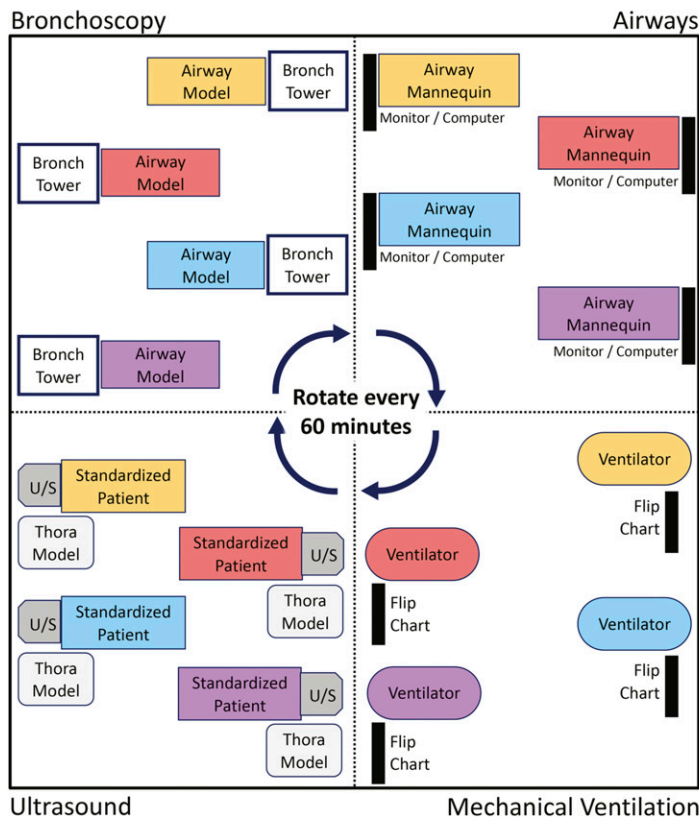 Bronchoscopy
Airways
Airway
Model
Bronch
Tower
Airway
Mannequin
Monitor / Computer
Bronch
Tower
Airway
Model
Airway
Mannequin
Monitor / Computer
Airway
Model
Bronch
Tower
Airway
Mannequin
Monitor / Computer
Bronch
Tower
Airway
Model
Airway
Mannequin
Monitor / Computer
Rotate every
60 minutes
U/S
Standardized
Patient
Thora
Model
Standardized
Patient
U/S
Thora
Model
U/S
Standardized
Patient
Thora
Model
Standardized
Patient
U/S
Thora
Model
Ventilator
Flip
Chart
Ventilator
Flip
Chart
Ventilator
Flip
Chart
Ventilator
Flip
Chart
Ultrasound
Mechanical Ventilation